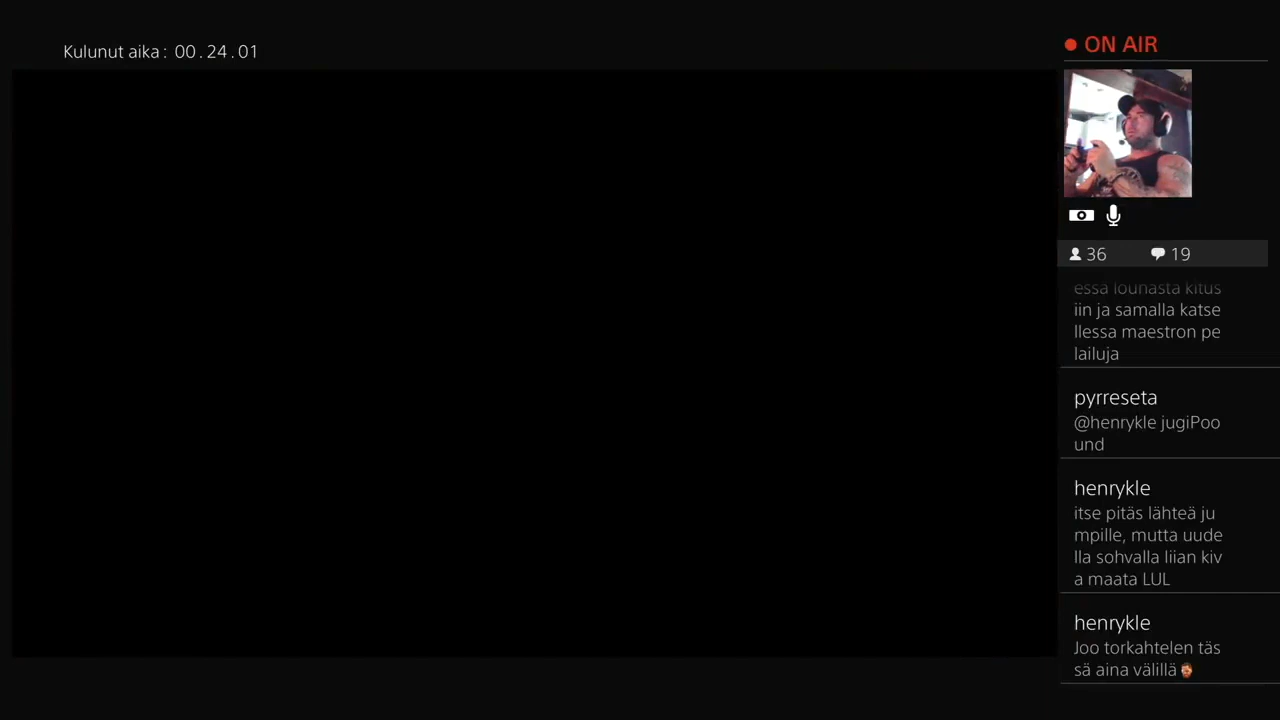 Kulunut aika : 00 . 24 . 01
ON AIR
36 19
essa lounasta kitus
iin ja samalla katse
llessa maestron pe
lailuja
pyrreseta
@henrykle jugiPoo
und
henrykle
itse pitäs lähteä ju
mpille, mutta uude
lla sohvalla liian kiv
a maata LUL
henrykle
Joo torkahtelen täs
sä aina välillä